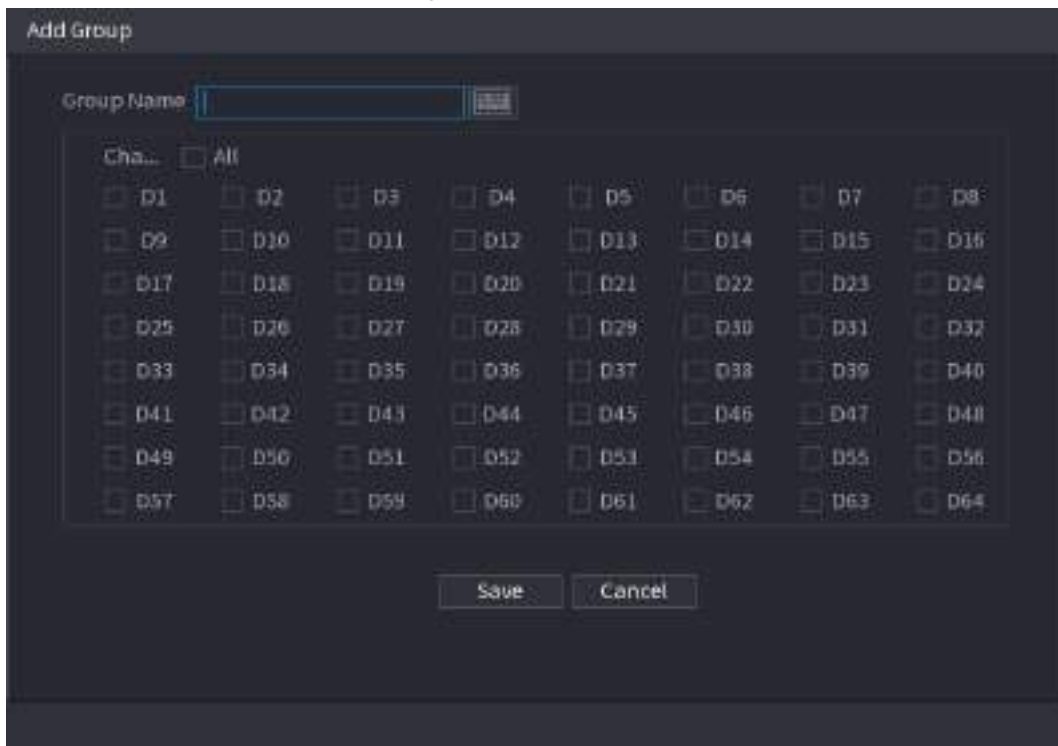 Add Group
Group Name
Cha... All
D1 D2 D3 D4 D5 D6 D7 D8
D9 D10 D11 D12 D13 D14 D15 D16
D17 D18 D19 D20 D21 D22 D23 D24
D25 D26 D27 D28 D29 D30 D31 D32
D33 D34 D35 D36 D37 D38 D39 D40
D41 D42 D43 D44 D45 D46 D47 D48
D49 D50 D51 D52 D53 D54 D55 D56
D57 D58 D59 D60 D61 D62 D63 D64
Save Cancel